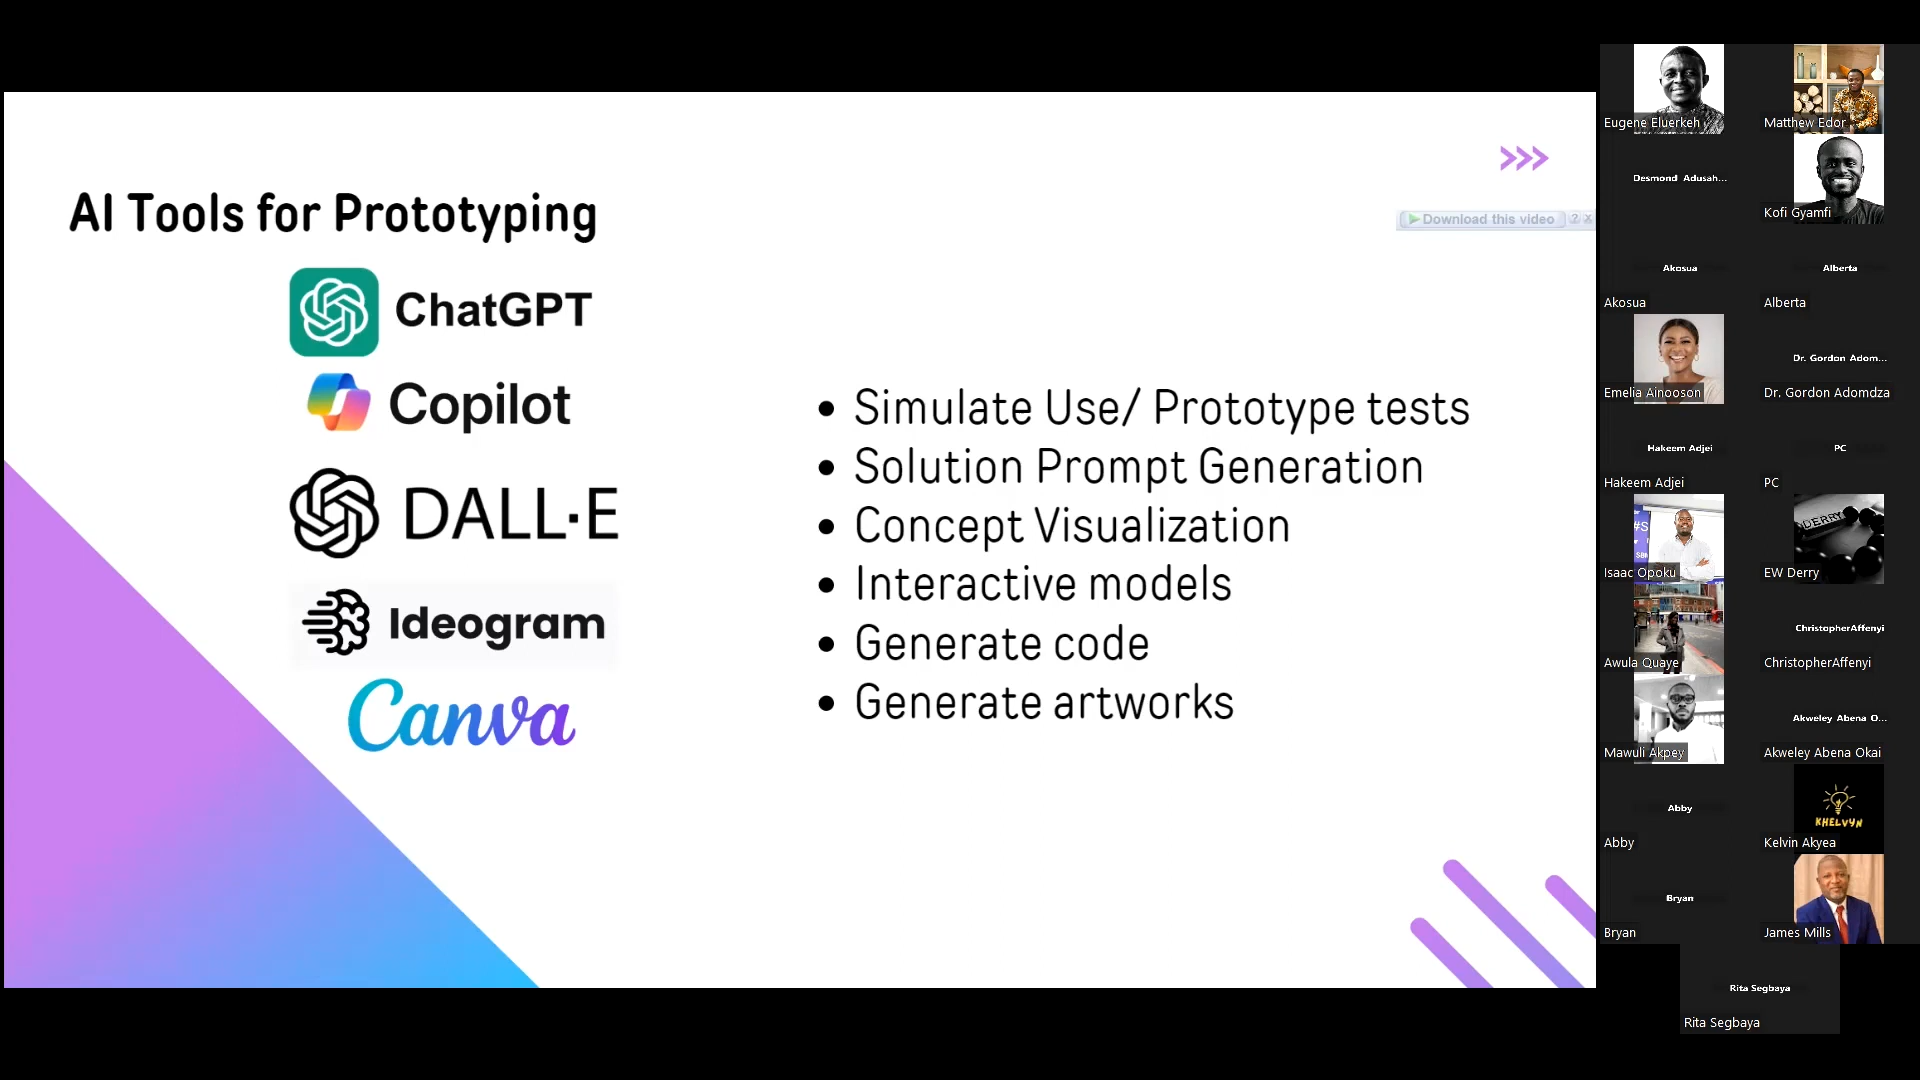 AI Tools for Prototyping
Download this video
?
x
ChatGPT
Copilot
DALL·E
Ideogram
Canva
• Simulate Use/ Prototype tests
• Solution Prompt Generation
• Concept Visualization
• Interactive models
• Generate code
• Generate artworks
Eugene Eluerkeh
Matthew Edor
Desmond Adusah...
Kofi Gyamfi
Akosua
Akosua
Alberta
Alberta
Emelia Ainooson
Dr. Gordon Adom...
Dr. Gordon Adomdza
Hakeem Adjei
Hakeem Adjei
PC
PC
#S
Isaac Opoku
DERRY
EW Derry
Awula Quaye
ChristopherAffenyi
ChristopherAffenyi
Mawuli Akpey
Akweley Abena O...
Akweley Abena Okai
Abby
Abby
KHELVYN
Kelvin Akyea
Bryan
Bryan
James Mills
Rita Segbaya
Rita Segbaya